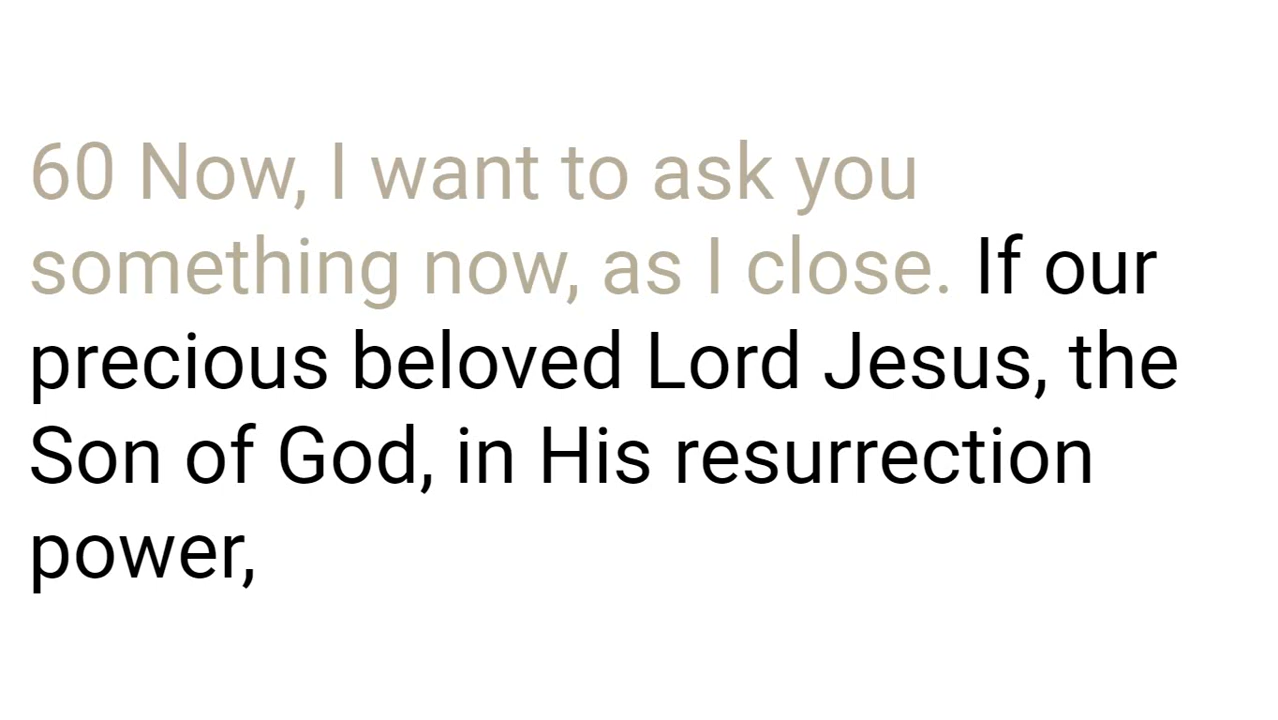 60 Now, I want to ask you
something now, as I close. If our
precious beloved Lord Jesus, the
Son of God, in His resurrection
power,